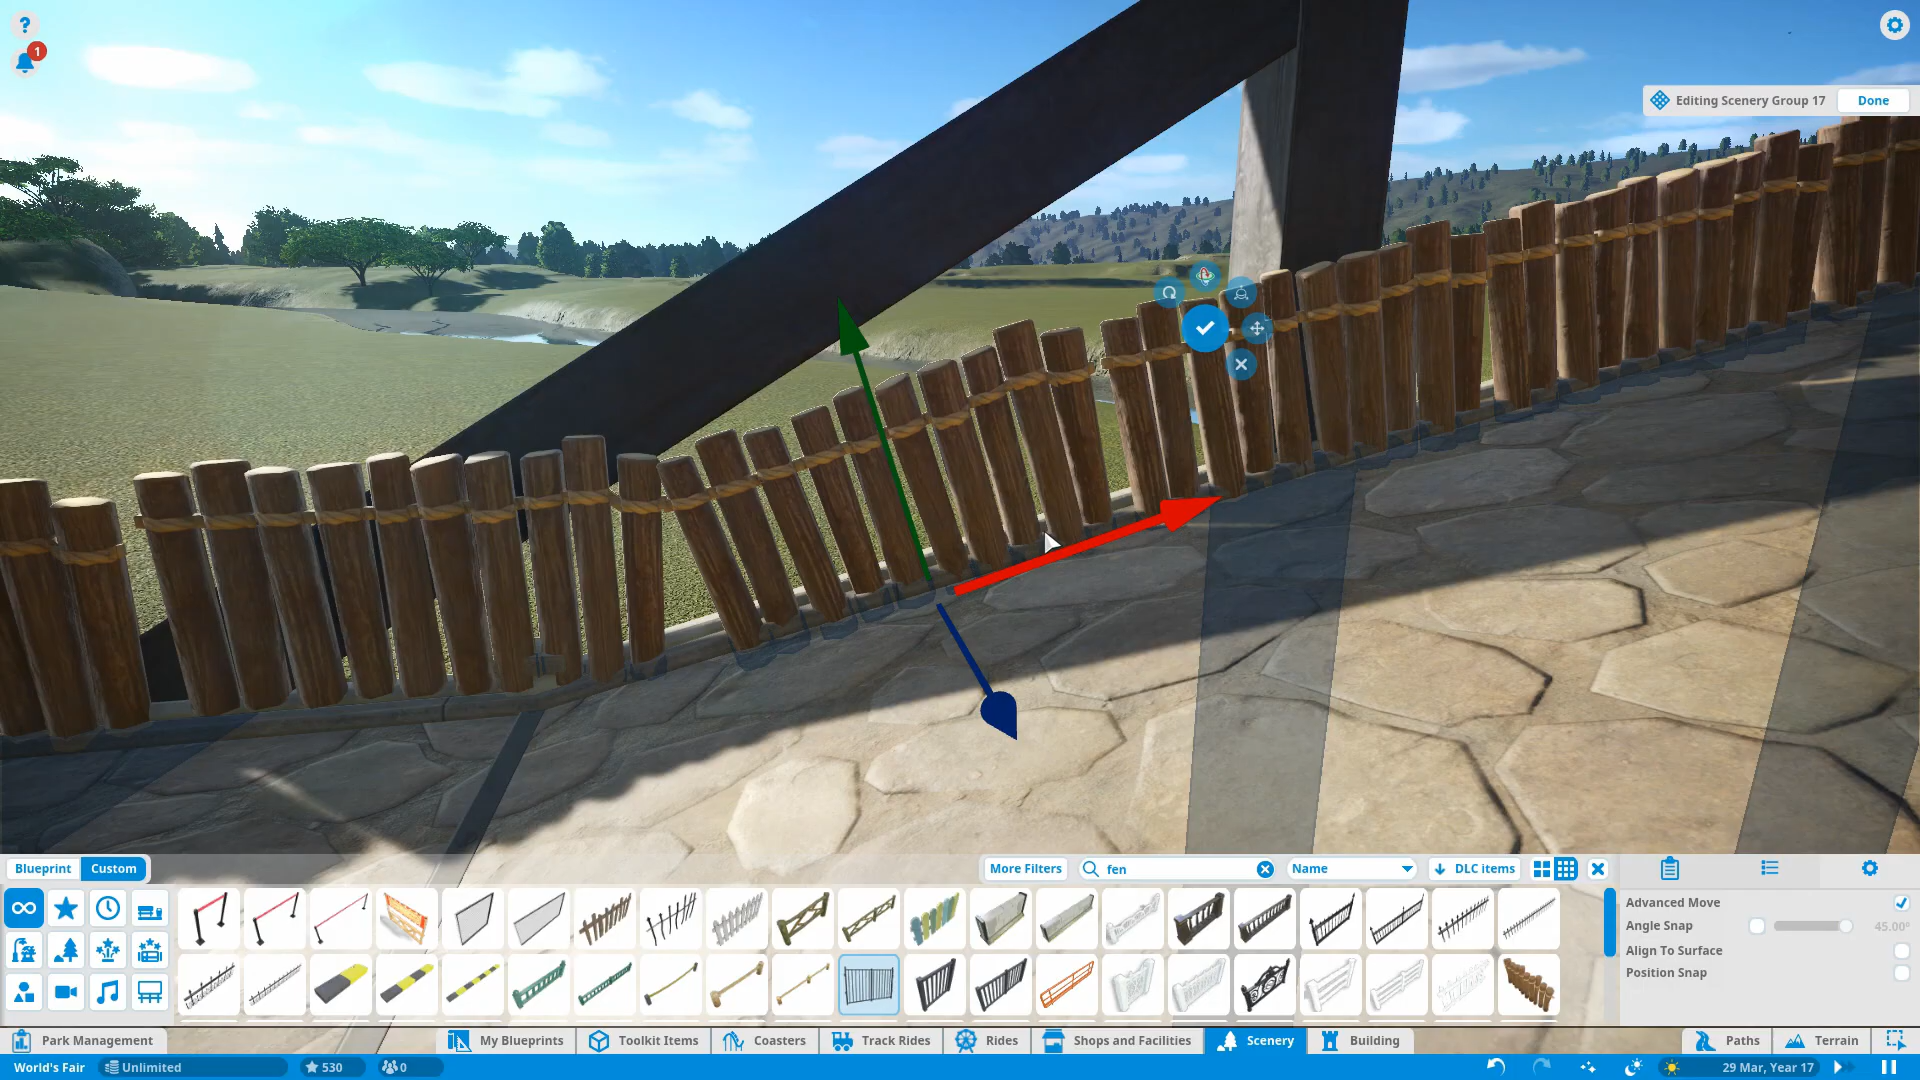 ?
1
Editing Scenery Group 17
Done
Blueprint
Custom
More Filters
fen
Name
DLC items
Advanced Move
Angle Snap
45.00°
Align To Surface
Position Snap
Park Management
My Blueprints
Toolkit Items
Coasters
Track Rides
Rides
Shops and Facilities
Scenery
Building
Paths
Terrain
World's Fair
Unlimited
530
0
29 Mar, Year 17